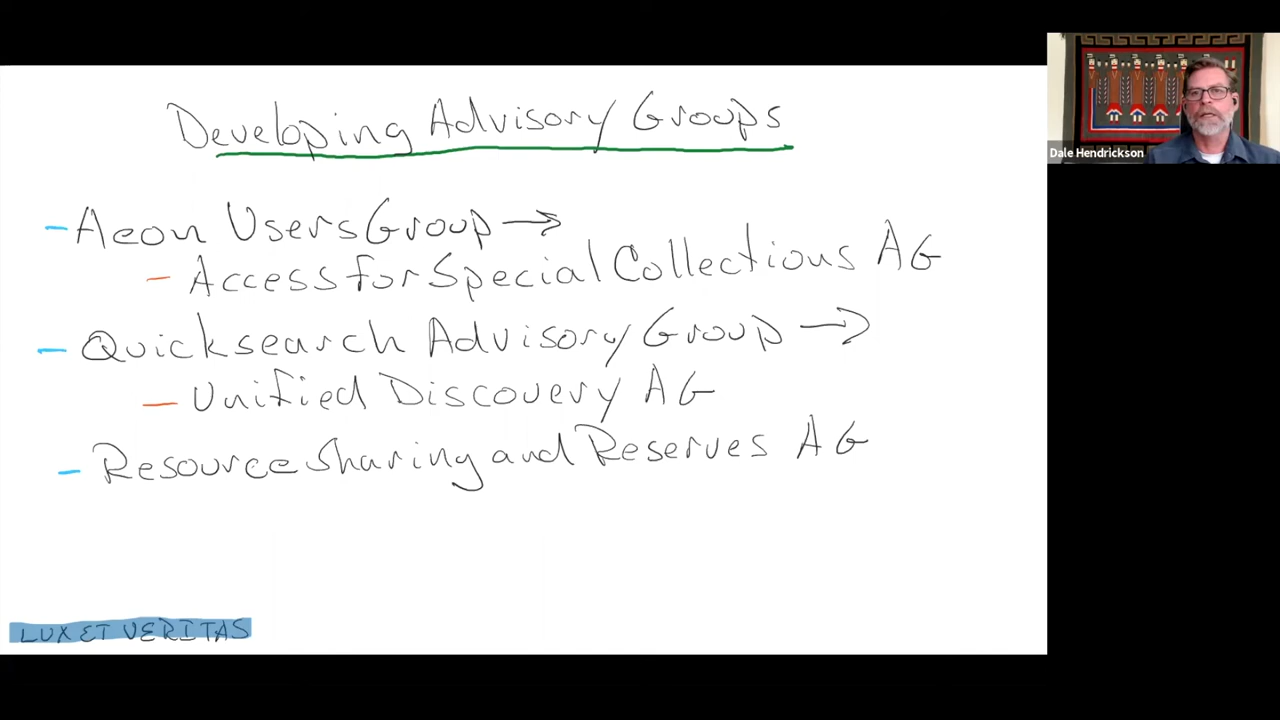 Developing Advisory Groups
Dale Hendrickson
- Aeon Users Group →
- Access for Special Collections AG
- Quicksearch Advisory Group →
- Unified Discovery AG
- Resource Sharing and Reserves AG
LUX ET VERITAS